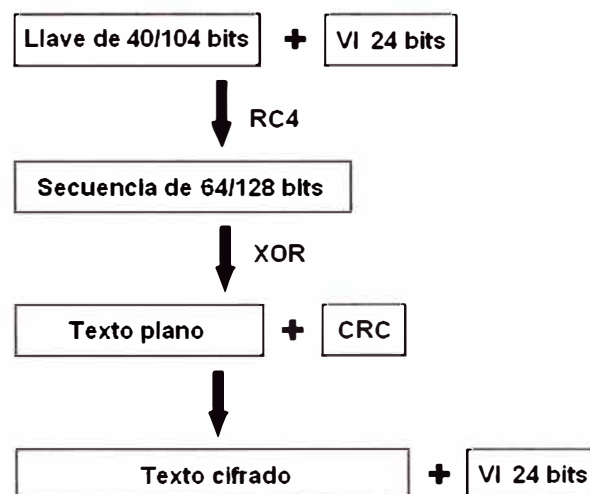 Llave de 40/104 bits + VI 24 bits
RC4
Secuencia de 64/128 bits
XOR
Texto plano + CRC
Texto cifrado + VI 24 bits